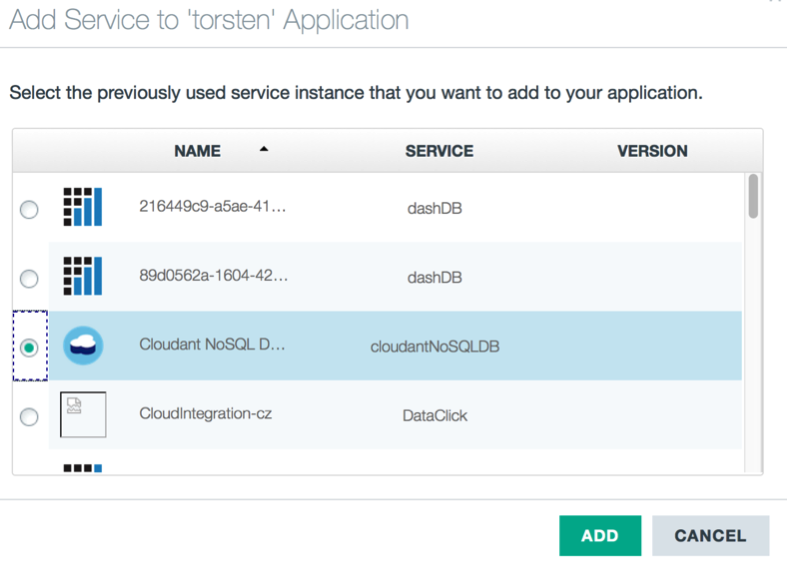 Add Service to 'torsten' Application
Select the previously used service instance that you want to add to your application.
NAME SERVICE VERSION
216449c9-a5ae-41... dashDB
89d0562a-1604-42... dashDB
Cloudant NoSQL D... cloudantNoSQLDB
CloudIntegration-cz DataClick
ADD CANCEL